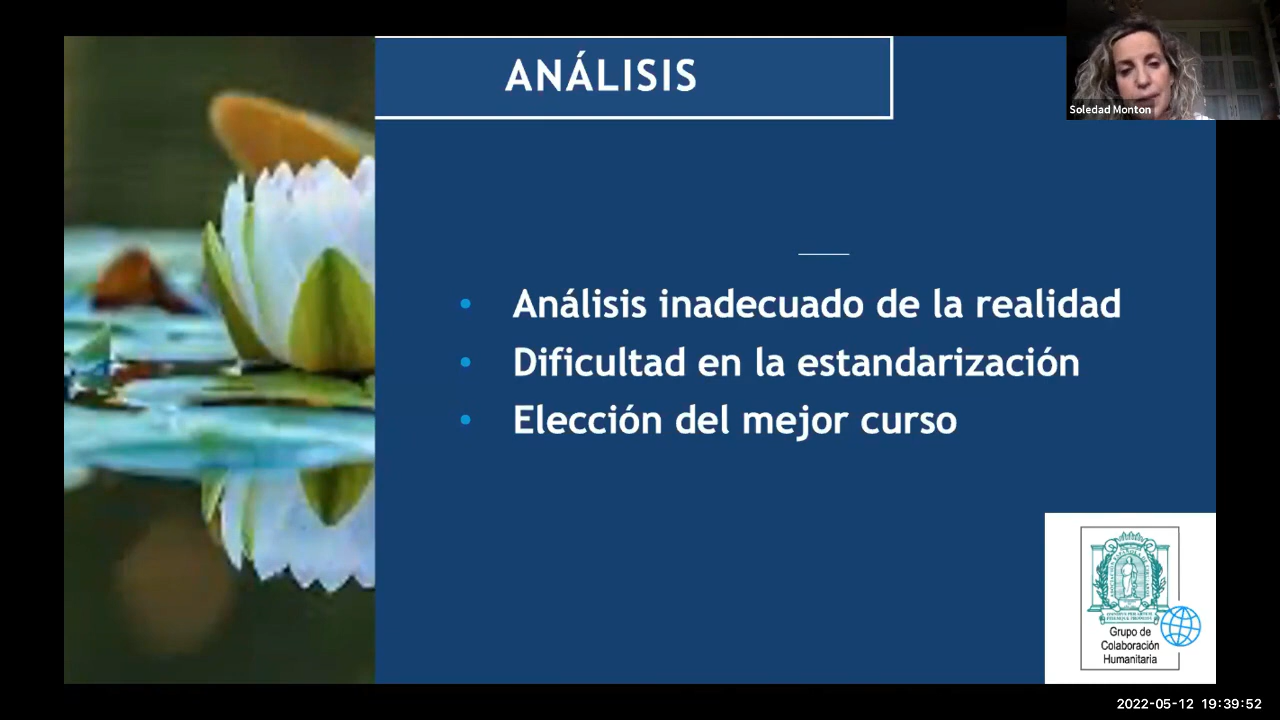 ANÁLISIS
Soledad Monton
• Análisis inadecuado de la realidad
• Dificultad en la estandarización
• Elección del mejor curso
Grupo de
Colaboración
Humanitaria
2022-05-12 19:39:52